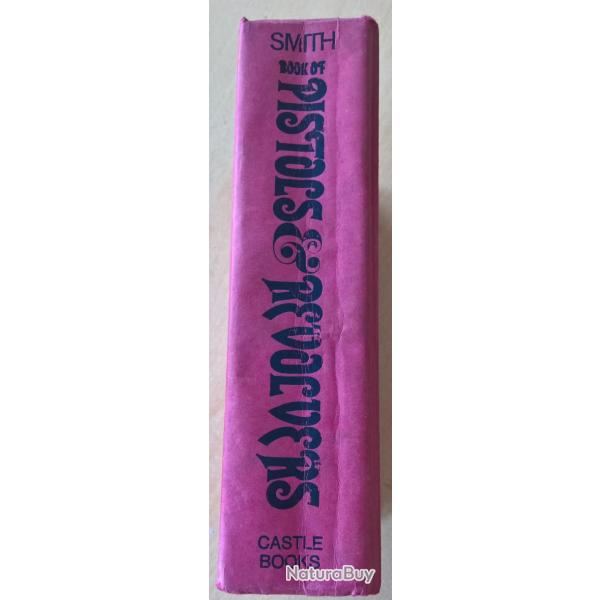 SMITH
BOOK OF
PISTOLS & REVOLVERS
CASTLE
BOOKS
NaturaBuy